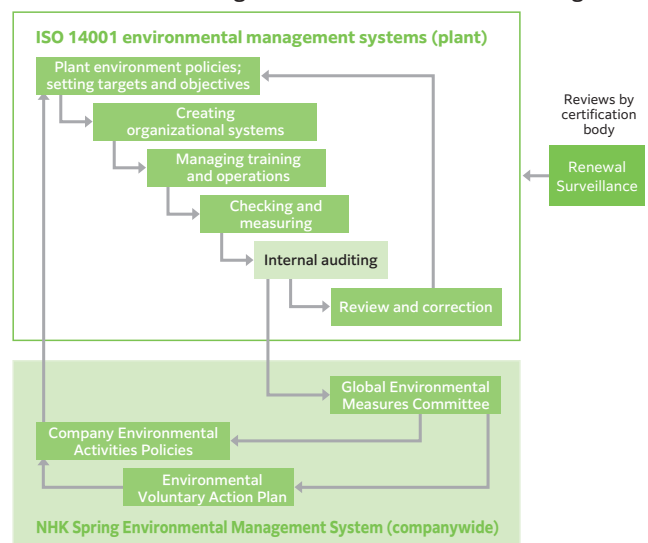 ISO 14001 environmental management systems (plant)
Plant environment policies;
setting targets and objectives
Creating
organizational systems
Managing training
and operations
Checking and
measuring
Internal auditing
Review and correction
Reviews by
certification
body
Renewal
Surveillance
Global Environmental
Measures Committee
Company Environmental
Activities Policies
Environmental
Voluntary Action Plan
NHK Spring Environmental Management System (companywide)